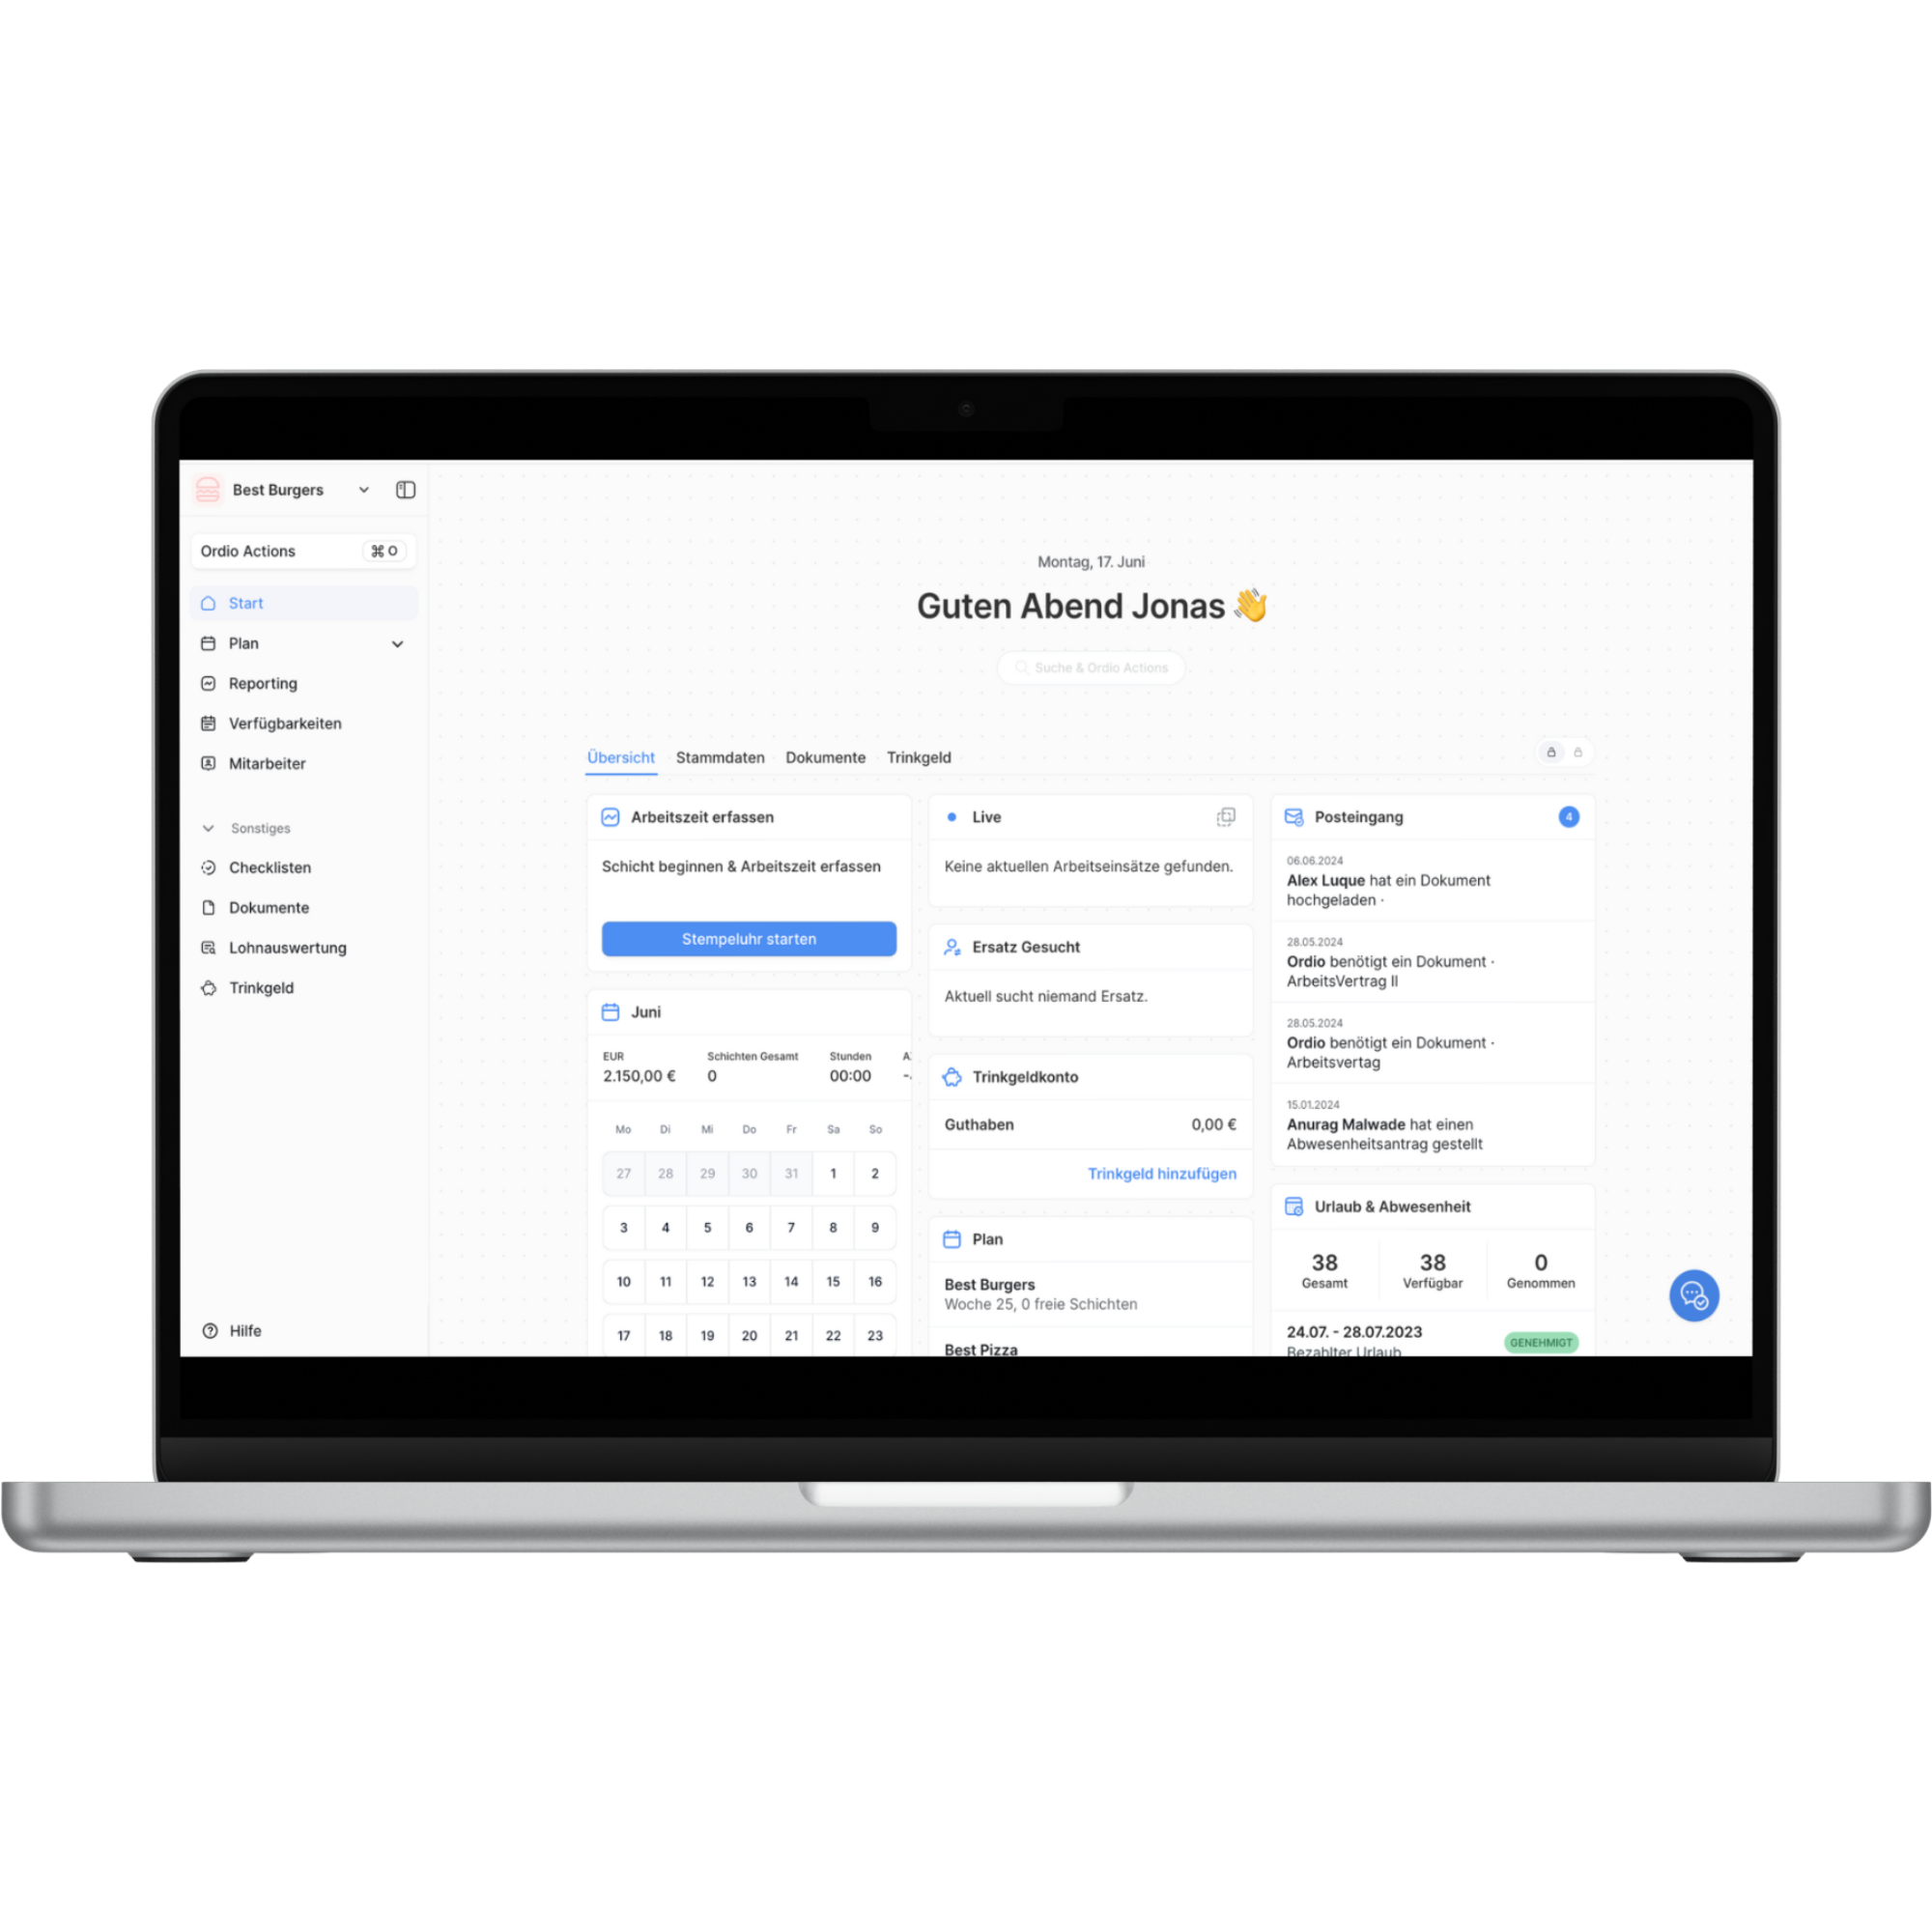 Best Burgers
Ordio Actions
⌘ O
Start
Plan
Reporting
Verfügbarkeiten
Mitarbeiter
Sonstiges
Checklisten
Dokumente
Lohnauswertung
Trinkgeld
Hilfe
Montag, 17. Juni
Guten Abend Jonas 👋
Suche & Ordio Actions
Übersicht Stammdaten Dokumente Trinkgeld
Arbeitszeit erfassen
Schicht beginnen & Arbeitszeit erfassen
Stempeluhr starten
Juni
EUR Schichten Gesamt Stunden
2.150,00 € 0 00:00
Mo Di Mi Do Fr Sa So
27 28 29 30 31 1 2
3 4 5 6 7 8 9
10 11 12 13 14 15 16
17 18 19 20 21 22 23
Live
Keine aktuellen Arbeitseinsätze gefunden.
Ersatz Gesucht
Aktuell sucht niemand Ersatz.
Trinkgeldkonto
Guthaben 0,00 €
Trinkgeld hinzufügen
Plan
Best Burgers
Woche 25, 0 freie Schichten
Best Pizza
Posteingang 4
06.06.2024
Alex Luque hat ein Dokument
hochgeladen ·
28.05.2024
Ordio benötigt ein Dokument ·
ArbeitsVertrag II
28.05.2024
Ordio benötigt ein Dokument ·
Arbeitsvertag
15.01.2024
Anurag Malwade hat einen
Abwesenheitsantrag gestellt
Urlaub & Abwesenheit
38 38 0
Gesamt Verfügbar Genommen
24.07. - 28.07.2023
GENEHMIGT
Bezahlter Urlaub